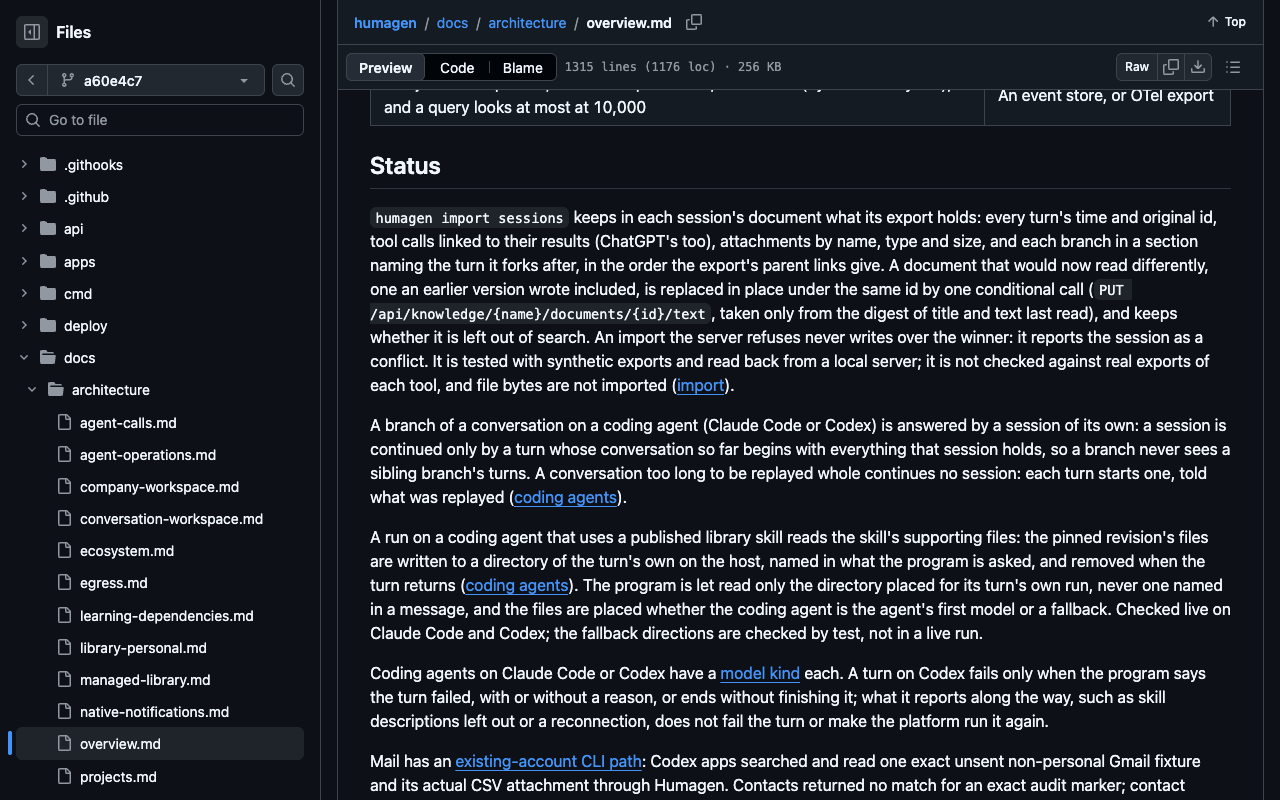 Files
a60e4c7
Go to file
.githooks
.github
api
apps
cmd
deploy
docs
architecture
agent-calls.md
agent-operations.md
company-workspace.md
conversation-workspace.md
ecosystem.md
egress.md
learning-dependencies.md
library-personal.md
managed-library.md
native-notifications.md
overview.md
projects.md
humagen / docs / architecture / overview.md
Top
Preview Code Blame 1315 lines (1176 loc) · 256 KB Raw
and a query looks at most at 10,000
An event store, or OTel export
Status
humagen import sessions keeps in each session's document what its export holds: every turn's time and original id,
tool calls linked to their results (ChatGPT's too), attachments by name, type and size, and each branch in a section
naming the turn it forks after, in the order the export's parent links give. A document that would now read differently,
one an earlier version wrote included, is replaced in place under the same id by one conditional call ( PUT
/api/knowledge/{name}/documents/{id}/text , taken only from the digest of title and text last read), and keeps
whether it is left out of search. An import the server refuses never writes over the winner: it reports the session as a
conflict. It is tested with synthetic exports and read back from a local server; it is not checked against real exports of
each tool, and file bytes are not imported (import).
A branch of a conversation on a coding agent (Claude Code or Codex) is answered by a session of its own: a session is
continued only by a turn whose conversation so far begins with everything that session holds, so a branch never sees a
sibling branch's turns. A conversation too long to be replayed whole continues no session: each turn starts one, told
what was replayed (coding agents).
A run on a coding agent that uses a published library skill reads the skill's supporting files: the pinned revision's files
are written to a directory of the turn's own on the host, named in what the program is asked, and removed when the
turn returns (coding agents). The program is let read only the directory placed for its turn's own run, never one named
in a message, and the files are placed whether the coding agent is the agent's first model or a fallback. Checked live on
Claude Code and Codex; the fallback directions are checked by test, not in a live run.
Coding agents on Claude Code or Codex have a model kind each. A turn on Codex fails only when the program says
the turn failed, with or without a reason, or ends without finishing it; what it reports along the way, such as skill
descriptions left out or a reconnection, does not fail the turn or make the platform run it again.
Mail has an existing-account CLI path: Codex apps searched and read one exact unsent non-personal Gmail fixture
and its actual CSV attachment through Humagen. Contacts returned no match for an exact audit marker; contact